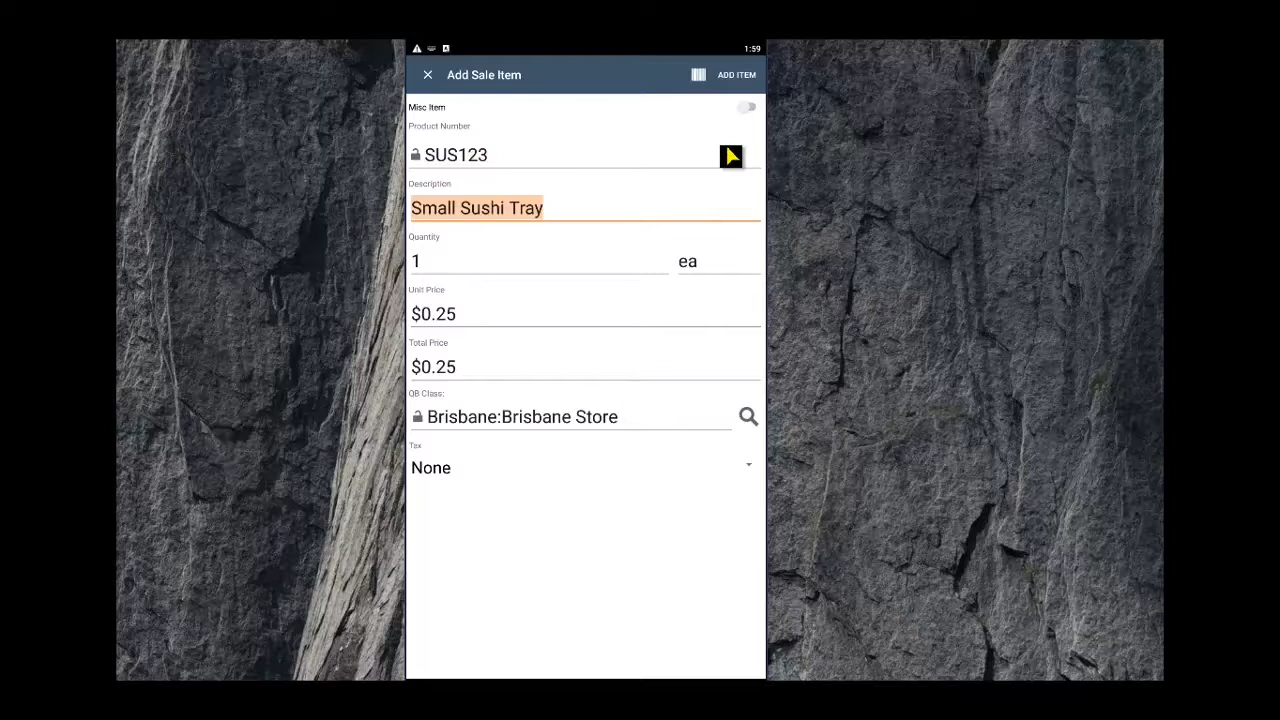 1:59
Add Sale Item ADD ITEM
Misc Item
Product Number
SUS123
Description
Small Sushi Tray
Quantity
1 ea
Unit Price
$0.25
Total Price
$0.25
QB Class:
Brisbane:Brisbane Store
Tax
None